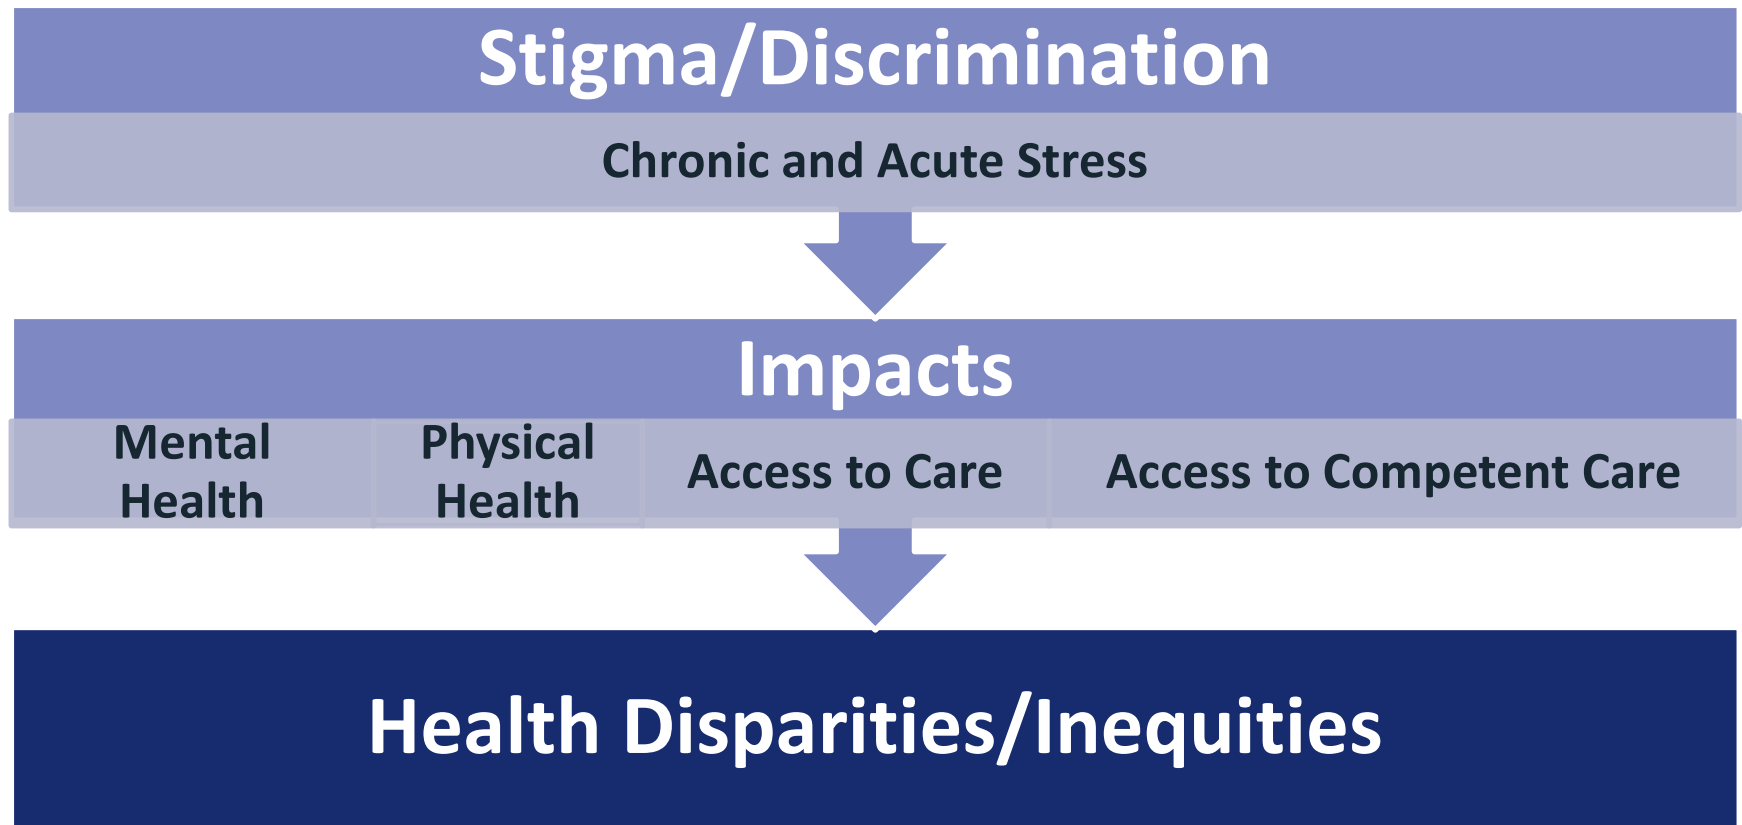 Stigma/Discrimination
Chronic and Acute Stress
Impacts
Mental
Health
Physical
Health
Access to Care
Access to Competent Care
Health Disparities/Inequities